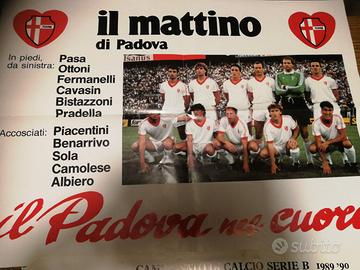 il mattino
di Padova
In piedi,
da sinistra:
Pasa
Ottoni
Fermanelli
Cavasin
Bistazzoni
Pradella
Accosciati:
Piacentini
Benarrivo
Sola
Camolese
Albiero
il Padova nel cuore
CALCIO SERIE B 1989 '90
subito